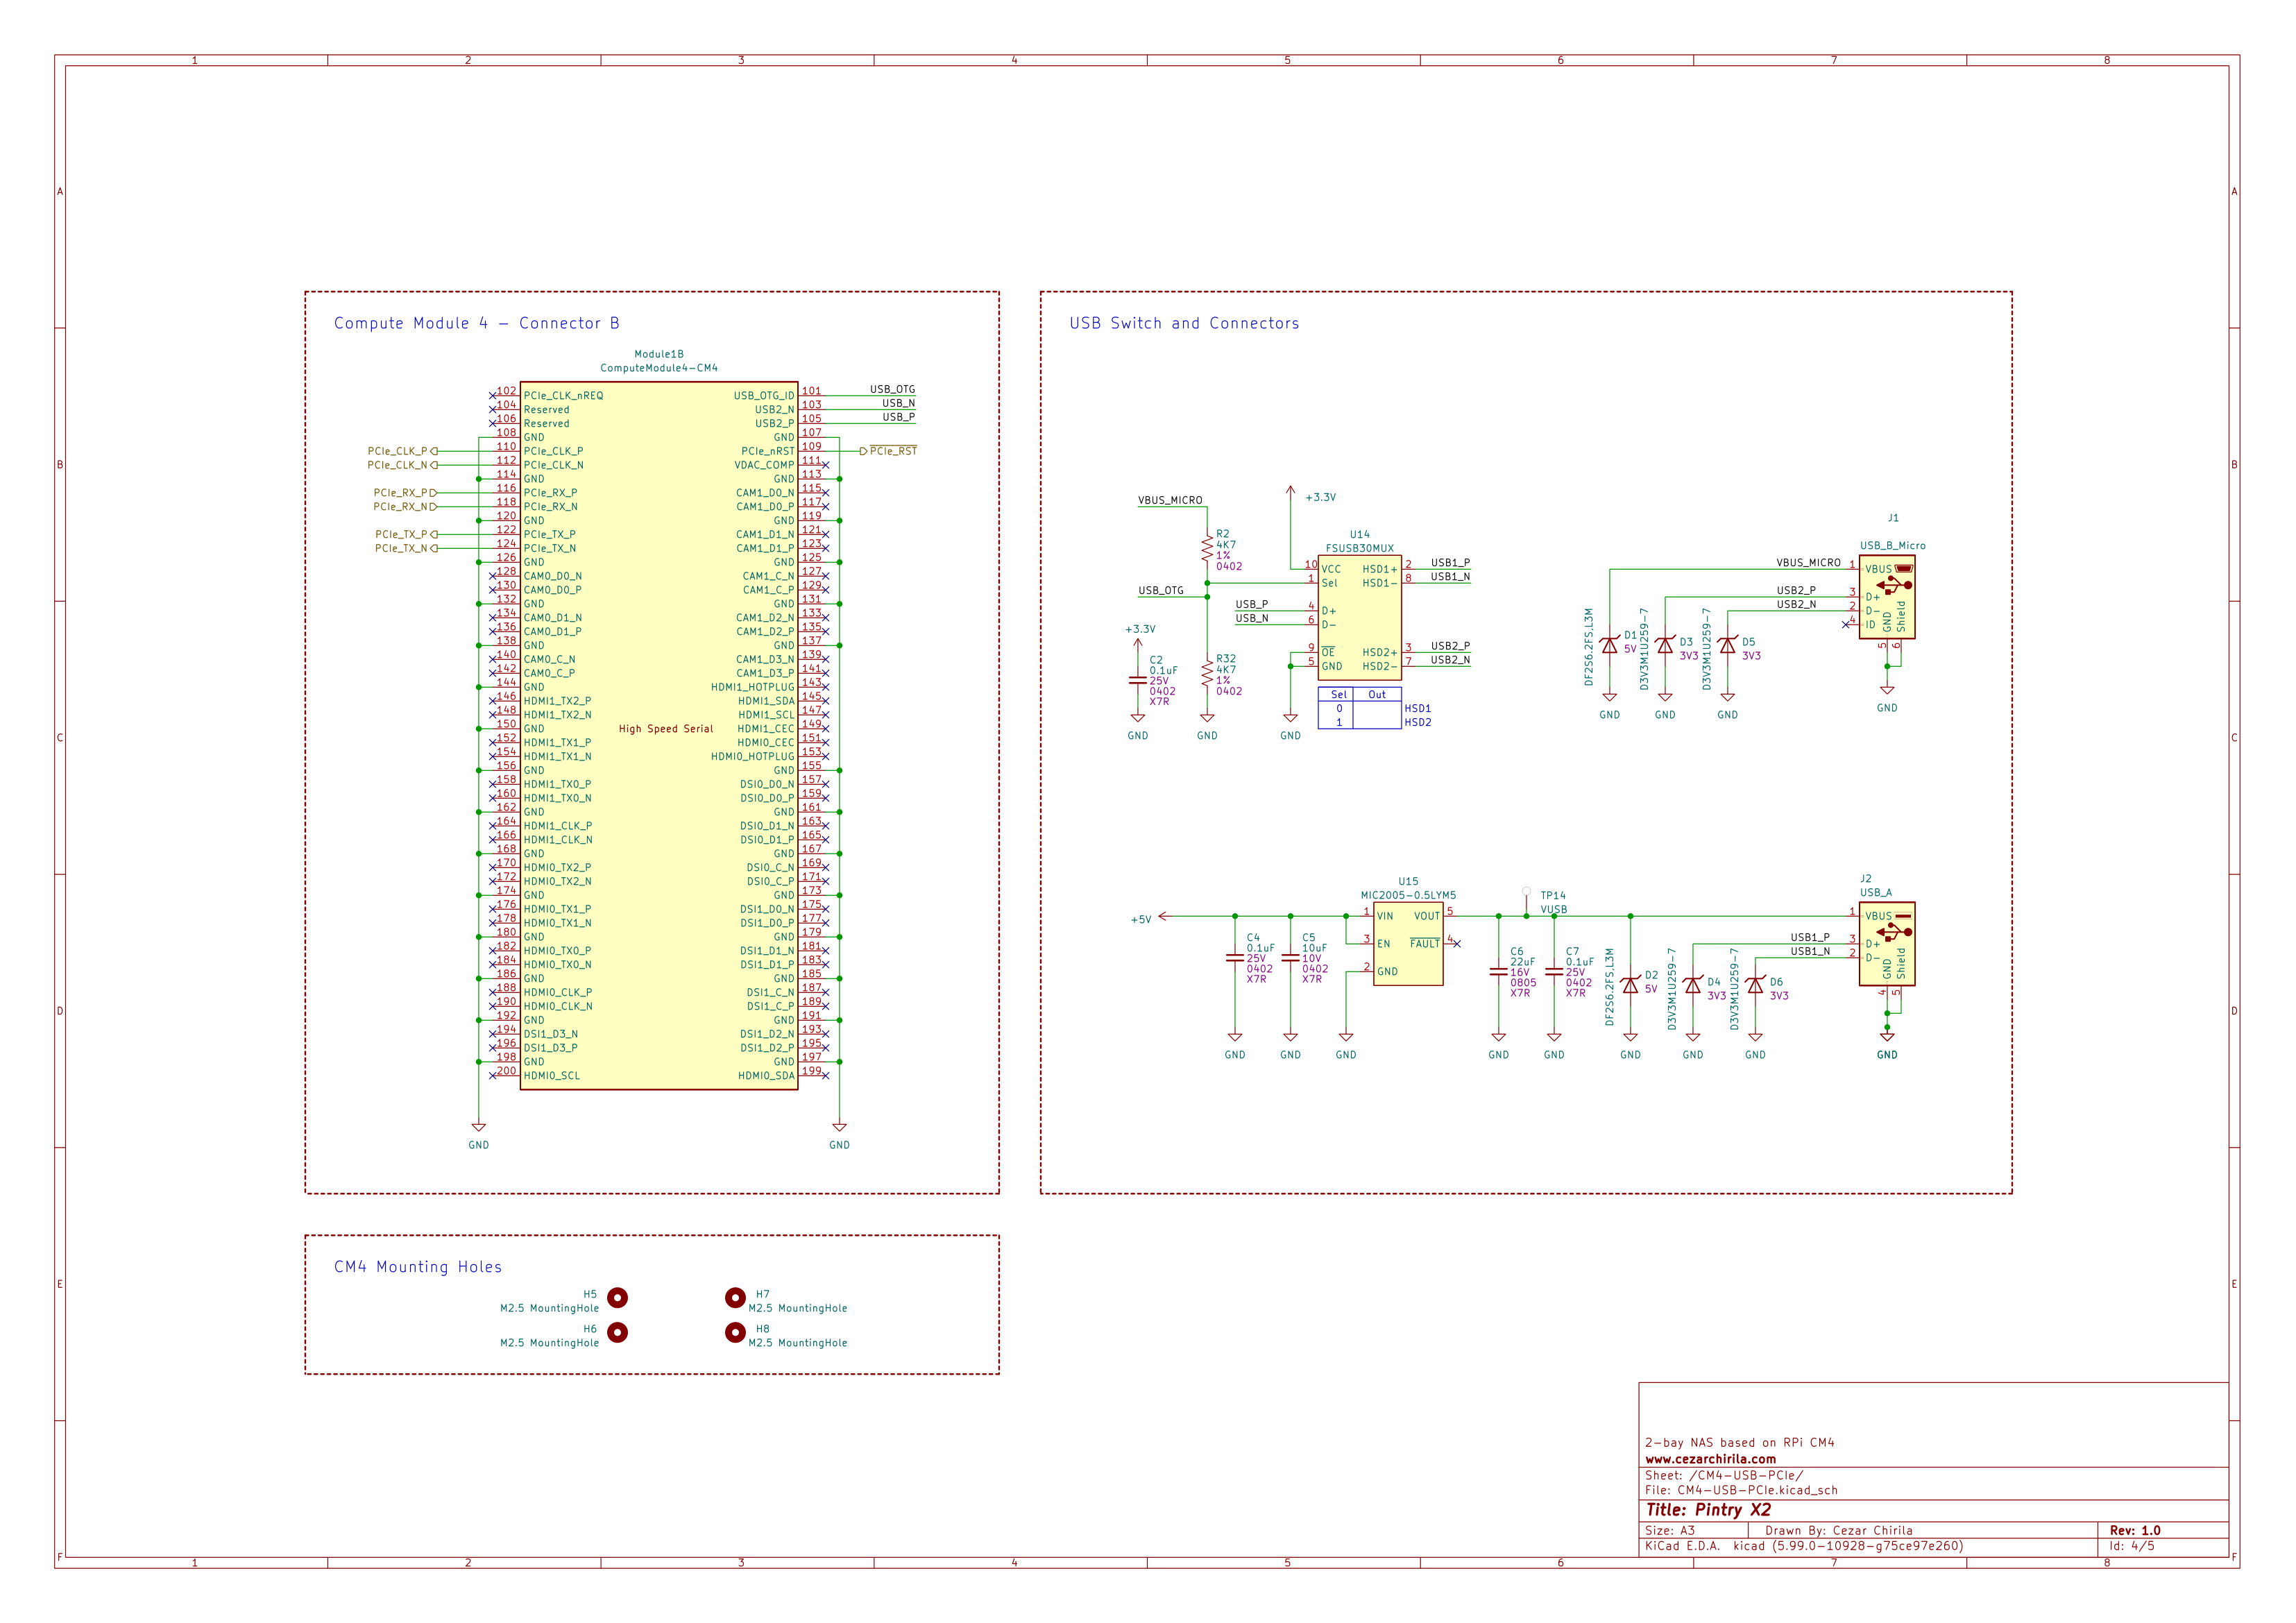 1 2 3 4 5 6 7 8
A A
B B
C C
D D
E E
F F
Compute Module 4 – Connector B
Module1B
ComputeModule4-CM4
High Speed Serial
102 PCIe_CLK_nREQ
104 Reserved
106 Reserved
108 GND
PCIe_CLK_P 110 PCIe_CLK_P
PCIe_CLK_N 112 PCIe_CLK_N
114 GND
PCIe_RX_P 116 PCIe_RX_P
PCIe_RX_N 118 PCIe_RX_N
120 GND
PCIe_TX_P 122 PCIe_TX_P
PCIe_TX_N 124 PCIe_TX_N
126 GND
128 CAM0_D0_N
130 CAM0_D0_P
132 GND
134 CAM0_D1_N
136 CAM0_D1_P
138 GND
140 CAM0_C_N
142 CAM0_C_P
144 GND
146 HDMI1_TX2_P
148 HDMI1_TX2_N
150 GND
152 HDMI1_TX1_P
154 HDMI1_TX1_N
156 GND
158 HDMI1_TX0_P
160 HDMI1_TX0_N
162 GND
164 HDMI1_CLK_P
166 HDMI1_CLK_N
168 GND
170 HDMI0_TX2_P
172 HDMI0_TX2_N
174 GND
176 HDMI0_TX1_P
178 HDMI0_TX1_N
180 GND
182 HDMI0_TX0_P
184 HDMI0_TX0_N
186 GND
188 HDMI0_CLK_P
190 HDMI0_CLK_N
192 GND
194 DSI1_D3_N
196 DSI1_D3_P
198 GND
200 HDMI0_SCL
GND
USB_OTG_ID 101 USB_OTG
USB2_N 103 USB_N
USB2_P 105 USB_P
GND 107
PCIe_nRST 109 PCIe_RST
VDAC_COMP 111
GND 113
CAM1_D0_N 115
CAM1_D0_P 117
GND 119
CAM1_D1_N 121
CAM1_D1_P 123
GND 125
CAM1_C_N 127
CAM1_C_P 129
GND 131
CAM1_D2_N 133
CAM1_D2_P 135
GND 137
CAM1_D3_N 139
CAM1_D3_P 141
HDMI1_HOTPLUG 143
HDMI1_SDA 145
HDMI1_SCL 147
HDMI1_CEC 149
HDMI0_CEC 151
HDMI0_HOTPLUG 153
GND 155
DSI0_D0_N 157
DSI0_D0_P 159
GND 161
DSI0_D1_N 163
DSI0_D1_P 165
GND 167
DSI0_C_N 169
DSI0_C_P 171
GND 173
DSI1_D0_N 175
DSI1_D0_P 177
GND 179
DSI1_D1_N 181
DSI1_D1_P 183
GND 185
DSI1_C_N 187
DSI1_C_P 189
GND 191
DSI1_D2_N 193
DSI1_D2_P 195
GND 197
HDMI0_SDA 199
GND
CM4 Mounting Holes
H5
M2.5 MountingHole
H6
M2.5 MountingHole
H7
M2.5 MountingHole
H8
M2.5 MountingHole
USB Switch and Connectors
VBUS_MICRO
R2
4K7
1%
0402
USB_OTG
+3.3V
C2
0.1uF
25V
0402
X7R
GND
R32
4K7
1%
0402
GND
+3.3V
U14
FSUSB30MUX
10 VCC HSD1+ 2 USB1_P
1 Sel HSD1- 8 USB1_N
USB_P 4 D+
USB_N 6 D-
9 OE HSD2+ 3 USB2_P
5 GND HSD2- 7 USB2_N
GND
Sel Out
0 HSD1
1 HSD2
J1
USB_B_Micro
VBUS_MICRO 1 VBUS
USB2_P 3 D+
USB2_N 2 D-
4 ID
GND 5
Shield 6
GND
D1
5V
DF2S6.2FS,L3M
GND
D3
3V3
D3V3M1U259-7
GND
D5
3V3
D3V3M1U259-7
GND
+5V
C4
0.1uF
25V
0402
X7R
GND
C5
10uF
10V
0402
X7R
GND
U15
MIC2005-0.5LYM5
1 VIN VOUT 5
3 EN FAULT 4
2 GND
GND
TP14
VUSB
C6
22uF
16V
0805
X7R
GND
C7
0.1uF
25V
0402
X7R
GND
D2
5V
DF2S6.2FS,L3M
GND
D4
3V3
D3V3M1U259-7
GND
D6
3V3
D3V3M1U259-7
GND
J2
USB_A
1 VBUS
USB1_P 3 D+
USB1_N 2 D-
GND 4
Shield 5
GND
2-bay NAS based on RPi CM4
www.cezarchirila.com
Sheet: /CM4-USB-PCIe/
File: CM4-USB-PCIe.kicad_sch
Title: Pintry X2
Size: A3 Drawn By: Cezar Chirila Rev: 1.0
KiCad E.D.A. kicad (5.99.0-10928-g75ce97e260) Id: 4/5
1 2 3 4 5 6 7 8